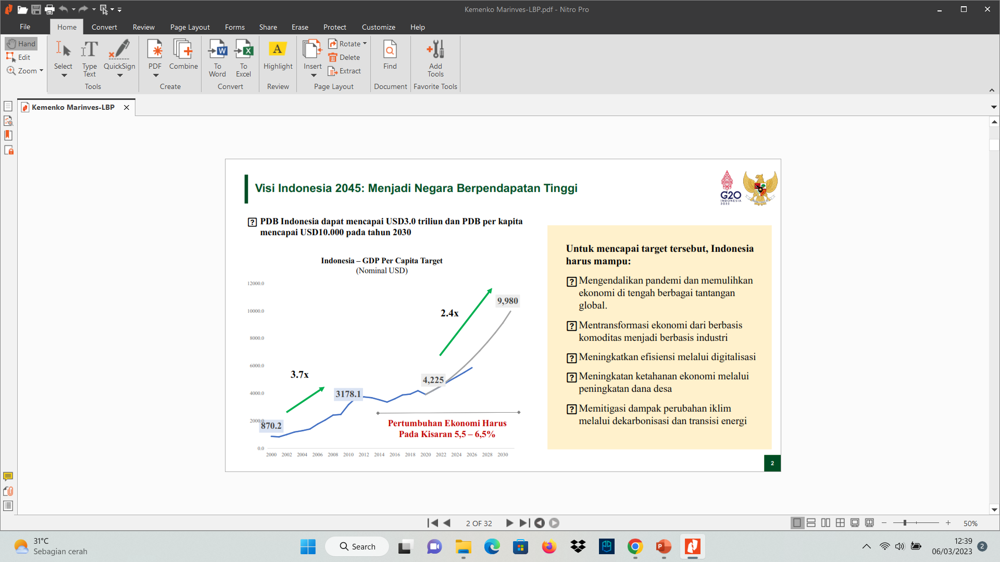 Kemenko Marinves-LBP.pdf - Nitro Pro
File
Home
Convert
Review
Page Layout
Forms
Share
Erase
Protect
Customize
Help
Hand
Edit
Zoom
Select
Type
Text
QuickSign
Tools
PDF
Combine
Create
To
Word
To
Excel
Convert
A
Highlight
Review
Insert
Rotate
Delete
Extract
Page Layout
Find
Document
Add
Tools
Favorite Tools
Kemenko Marinves-LBP
Visi Indonesia 2045: Menjadi Negara Berpendapatan Tinggi
G20
INDONESIA
2022
PDB Indonesia dapat mencapai USD3.0 triliun dan PDB per kapita
mencapai USD10.000 pada tahun 2030
Indonesia – GDP Per Capita Target
(Nominal USD)
12000.0
10000.0
8000.0
6000.0
4000.0
2000.0
0.0
9,980
2.4x
4,225
3.7x
3178.1
870.2
Pertumbuhan Ekonomi Harus
Pada Kisaran 5,5 – 6,5%
2000 2002 2004 2006 2008 2010 2012 2014 2016 2018 2020 2022 2024 2026 2028 2030
Untuk mencapai target tersebut, Indonesia
harus mampu:
Mengendalikan pandemi dan memulihkan
ekonomi di tengah berbagai tantangan
global.
Mentransformasi ekonomi dari berbasis
komoditas menjadi berbasis industri
Meningkatkan efisiensi melalui digitalisasi
Meningkatan ketahanan ekonomi melalui
peningkatan dana desa
Memitigasi dampak perubahan iklim
melalui dekarbonisasi dan transisi energi
2
2 OF 32
50%
31°C
Sebagian cerah
Search
12:39
06/03/2023
2